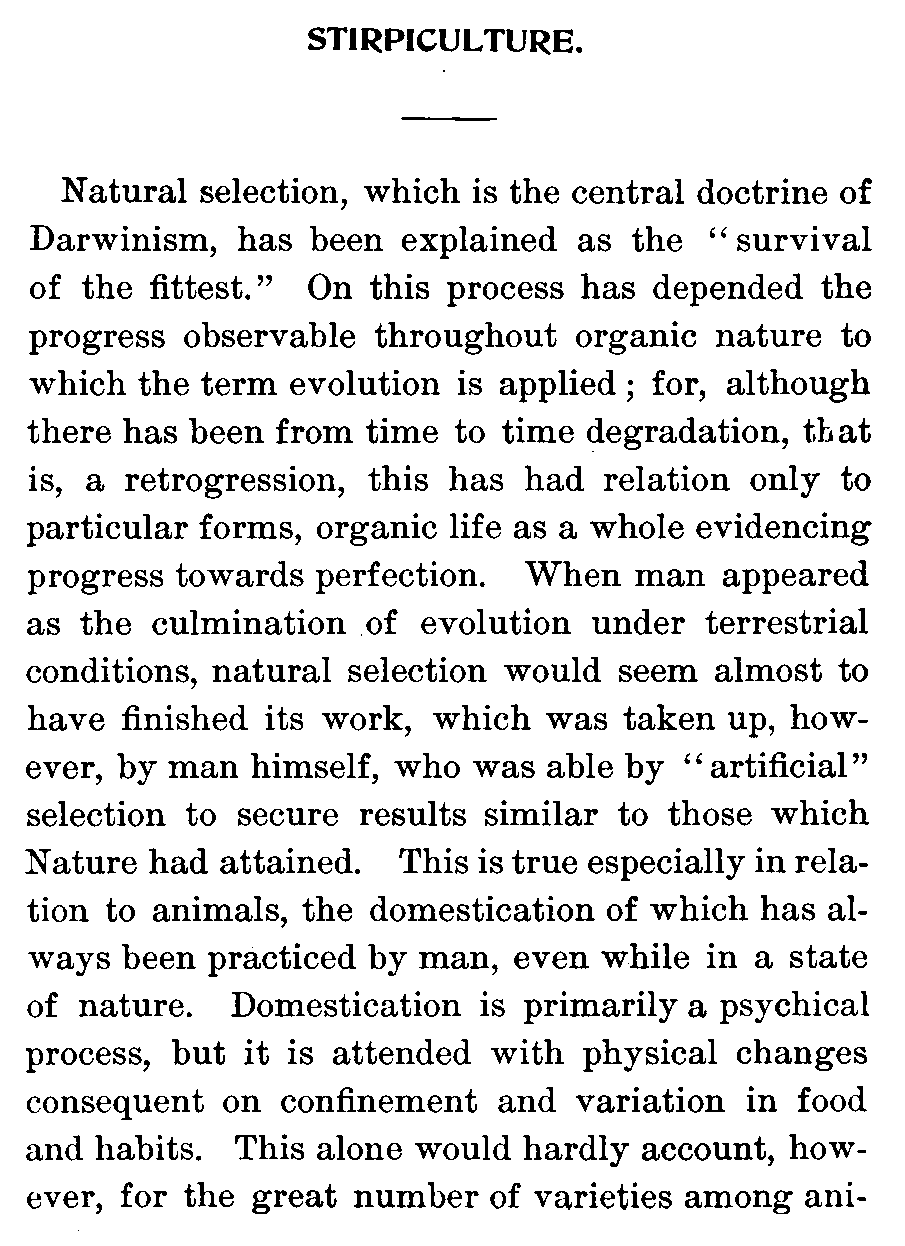 STIRPICULTURE.
Natural selection, which is the central doctrine of
Darwinism, has been explained as the “survival
of the fittest.” On this process has depended the
progress observable throughout organic nature to
which the term evolution is applied; for, although
there has been from time to time degradation, that
is, a retrogression, this has had relation only to
particular forms, organic life as a whole evidencing
progress towards perfection. When man appeared
as the culmination of evolution under terrestrial
conditions, natural selection would seem almost to
have finished its work, which was taken up, how-
ever, by man himself, who was able by “artificial”
selection to secure results similar to those which
Nature had attained. This is true especially in rela-
tion to animals, the domestication of which has al-
ways been practiced by man, even while in a state
of nature. Domestication is primarily a psychical
process, but it is attended with physical changes
consequent on confinement and variation in food
and habits. This alone would hardly account, how-
ever, for the great number of varieties among ani-